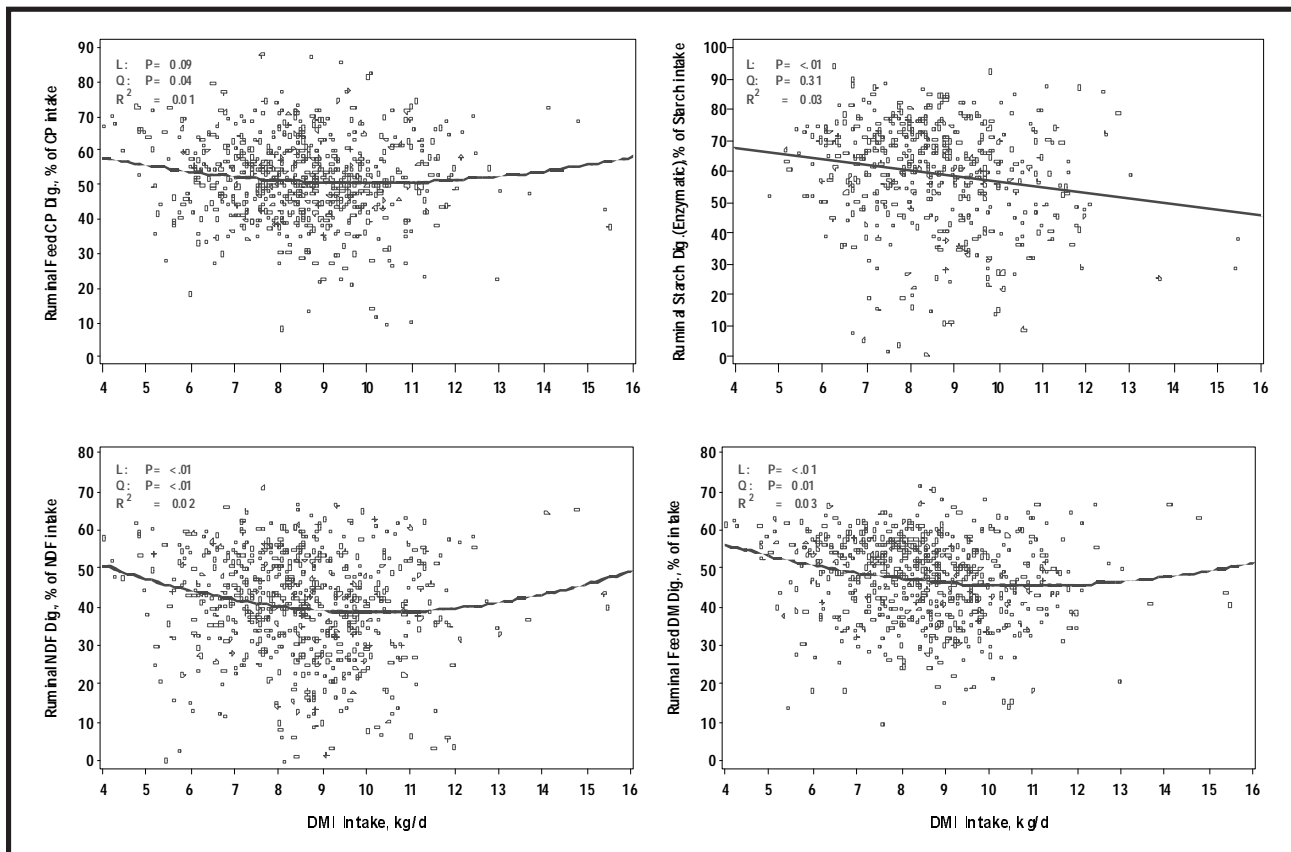 Ruminal Feed CP Dig., % of CP intake
90
80
70
60
50
40
30
20
10
0
L: P= 0.09
Q: P= 0.04
R² = 0.01
4 5 6 7 8 9 10 11 12 13 14 15 16
Ruminal Starch Dig.(Enzymatic),% of Starch intake
100
90
80
70
60
50
40
30
20
10
0
L: P= <.01
Q: P= 0.31
R² = 0.03
4 5 6 7 8 9 10 11 12 13 14 15 16
Ruminal NDF Dig., % of NDF intake
80
70
60
50
40
30
20
10
0
L: P= <.01
Q: P= <.01
R² = 0.02
4 5 6 7 8 9 10 11 12 13 14 15 16
DMI Intake, kg/d
Ruminal Feed DM Dig., % of intake
80
70
60
50
40
30
20
10
0
L: P= <.01
Q: P= 0.01
R² = 0.03
4 5 6 7 8 9 10 11 12 13 14 15 16
DMI Intake, kg/d